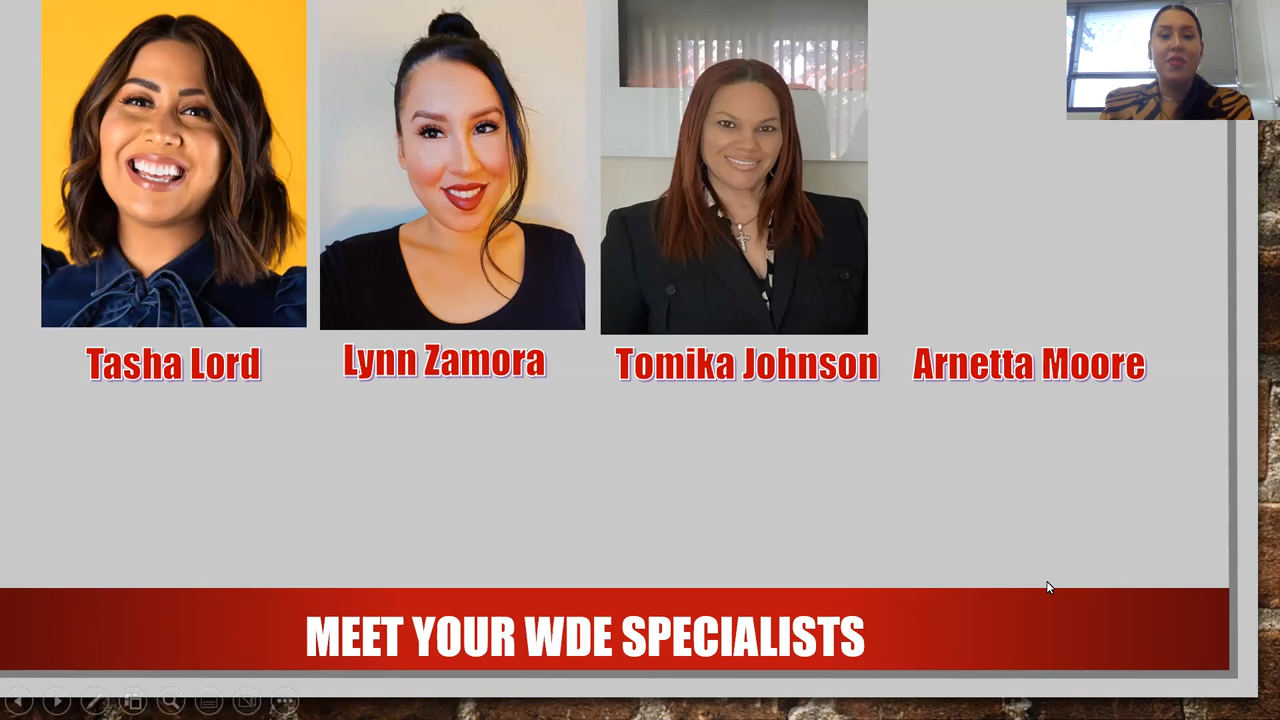 Tasha Lord
Lynn Zamora
Tomika Johnson
Arnetta Moore
MEET YOUR WDE SPECIALISTS